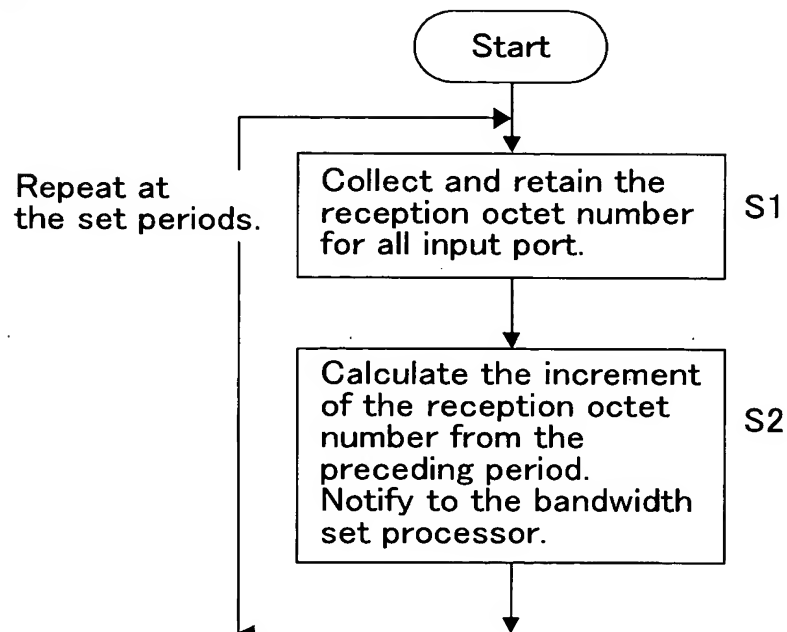 Start
Repeat at
the set periods.
Collect and retain the
reception octet number
for all input port.
S1
Calculate the increment
of the reception octet
number from the
preceding period.
Notify to the bandwidth
set processor.
S2